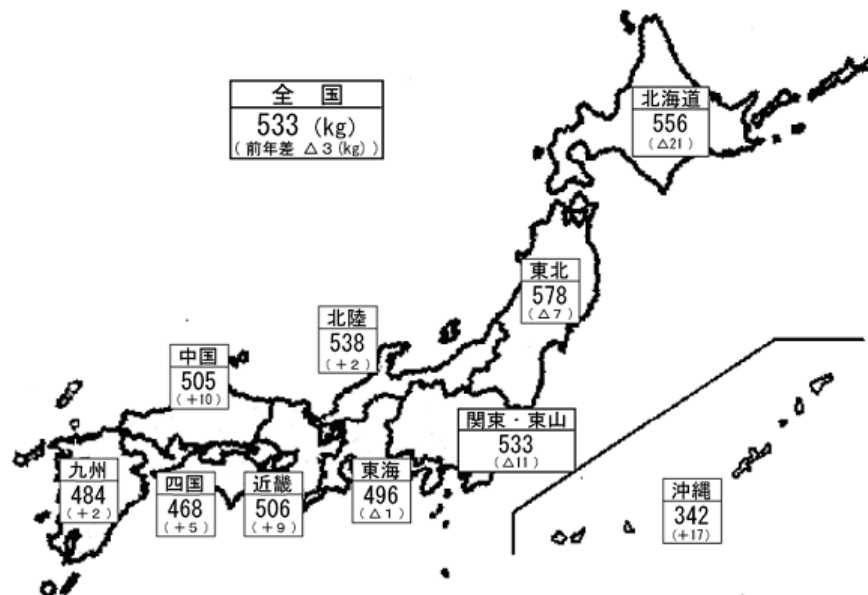 全 国
533 (kg)
( 前年差 △3(kg) )
北海道
556
(△21)
東北
578
(△7)
北陸
538
(+2)
中国
505
(+10)
関東・東山
533
(△11)
九州
484
(+2)
四国
468
(+5)
近畿
506
(+9)
東海
496
(△1)
沖縄
342
(+17)